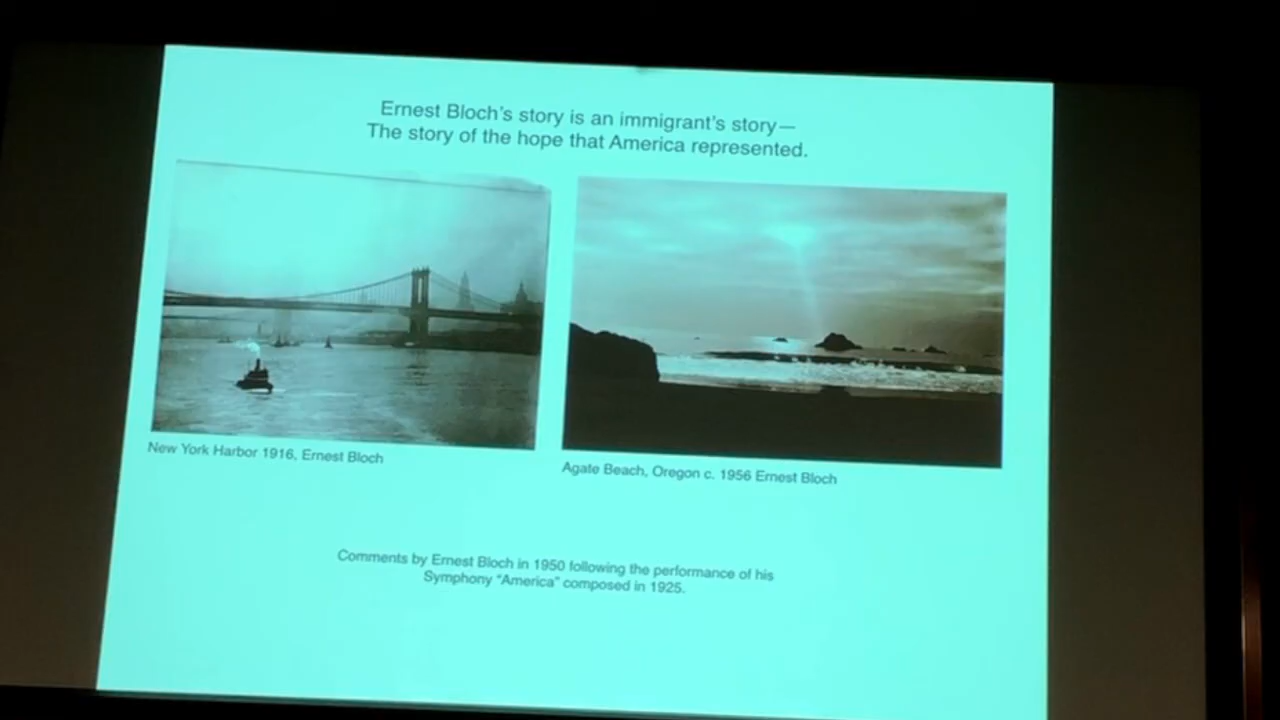 Ernest Bloch's story is an immigrant's story—
The story of the hope that America represented.
New York Harbor 1916, Ernest Bloch
Agate Beach, Oregon c. 1956 Ernest Bloch
Comments by Ernest Bloch in 1950 following the performance of his
Symphony "America" composed in 1925.